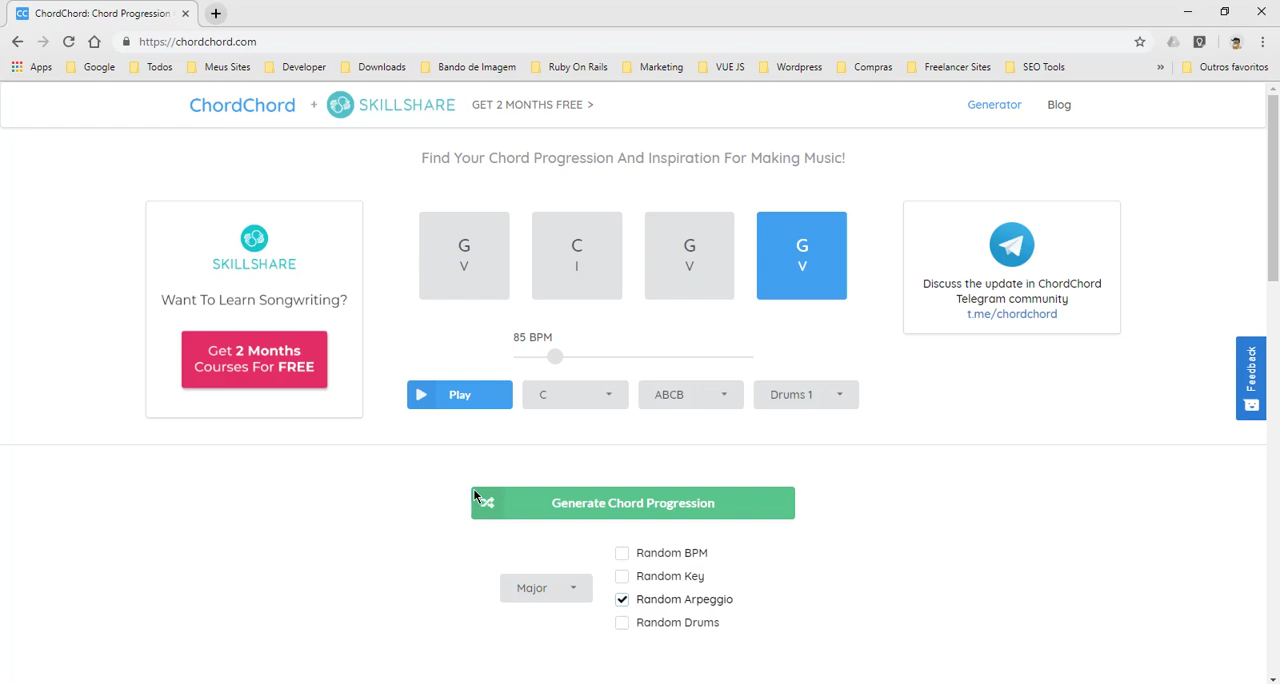 CC ChordChord: Chord Progression
https://chordchord.com
Apps Google Todos Meus Sites Developer Downloads Bando de Imagem Ruby On Rails Marketing VUE JS Wordpress Compras Freelancer Sites SEO Tools » Outros favoritos
ChordChord + SKILLSHARE GET 2 MONTHS FREE > Generator Blog
Find Your Chord Progression And Inspiration For Making Music!
SKILLSHARE
Want To Learn Songwriting?
Get 2 Months
Courses For FREE
G C G G
V I V V
Discuss the update in ChordChord
Telegram community
t.me/chordchord
85 BPM
Play C ABCB Drums 1
Feedback
Generate Chord Progression
Major
Random BPM
Random Key
Random Arpeggio
Random Drums